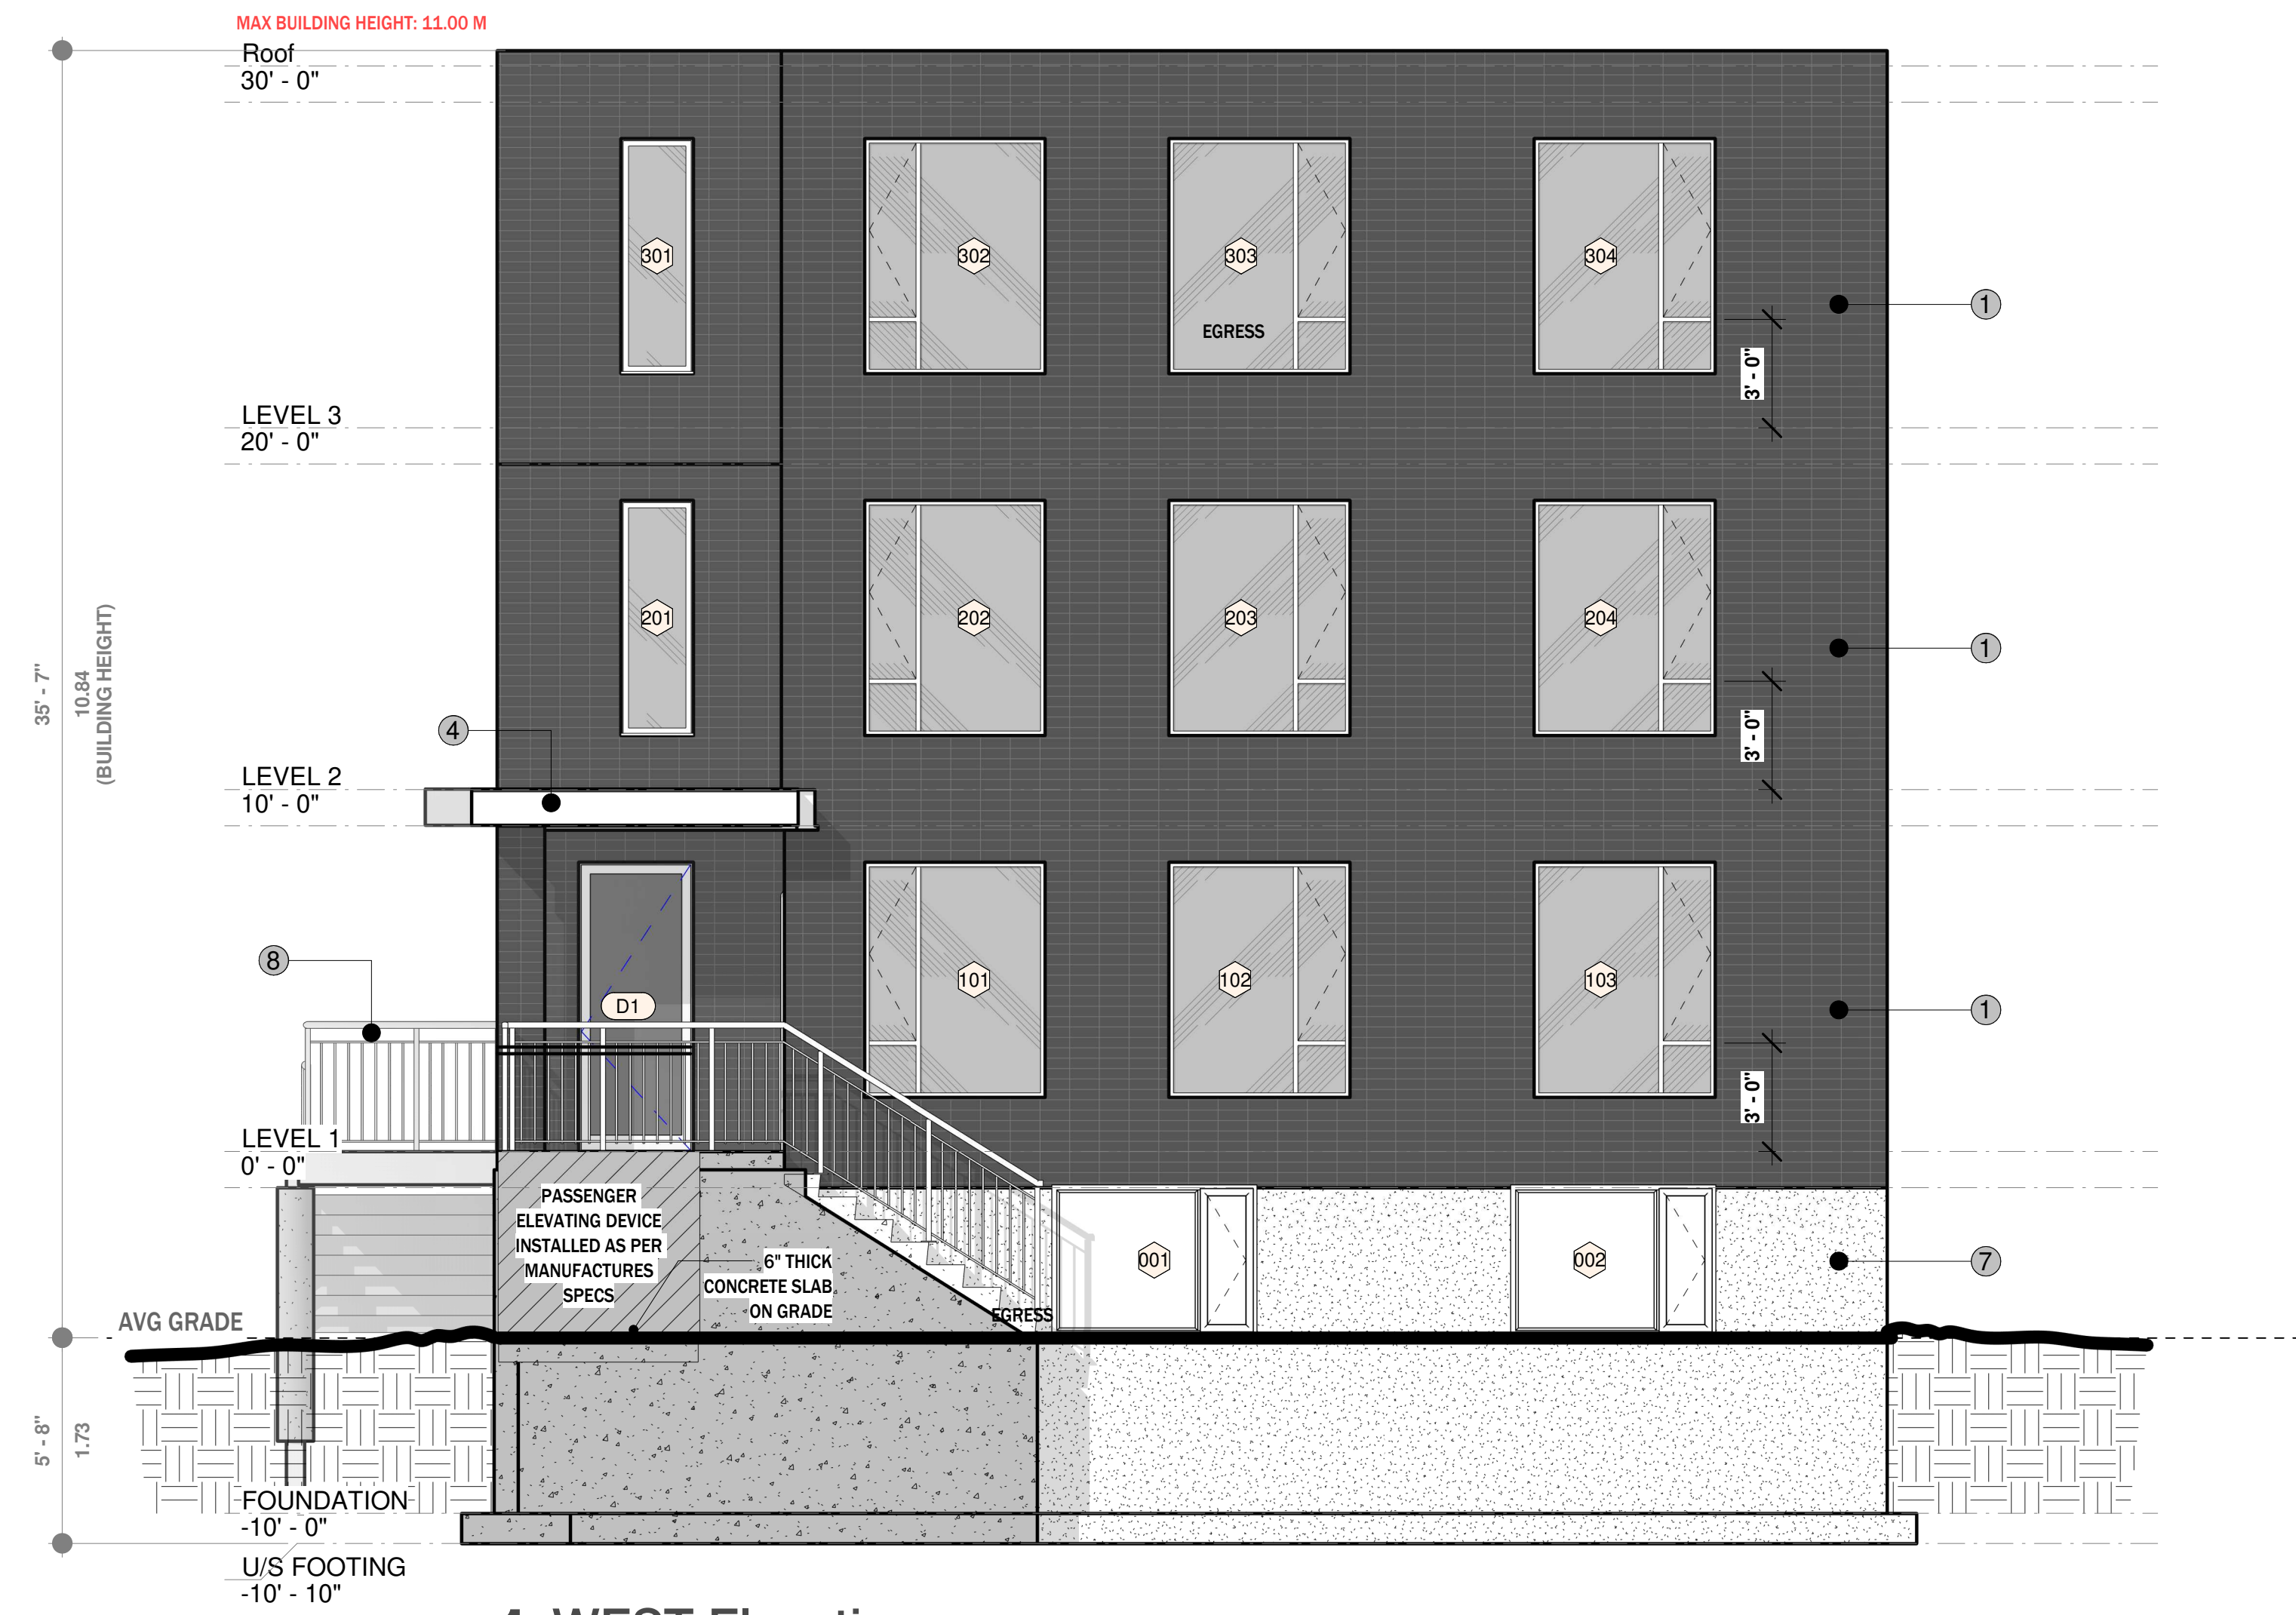 MAX BUILDING HEIGHT: 11.00 M
Roof
30' - 0"
301
302
303
304
EGRESS
1
3' - 0"
LEVEL 3
20' - 0"
201
202
203
204
1
3' - 0"
35' - 7"
10.84
(BUILDING HEIGHT)
4
LEVEL 2
10' - 0"
8
D1
101
102
103
1
3' - 0"
LEVEL 1
0' - 0"
PASSENGER
ELEVATING DEVICE
INSTALLED AS PER
MANUFACTURES
SPECS
6" THICK
CONCRETE SLAB
ON GRADE
EGRESS
001
002
7
AVG GRADE
5' - 8"
1.73
FOUNDATION
-10' - 0"
U/S FOOTING
-10' - 10"